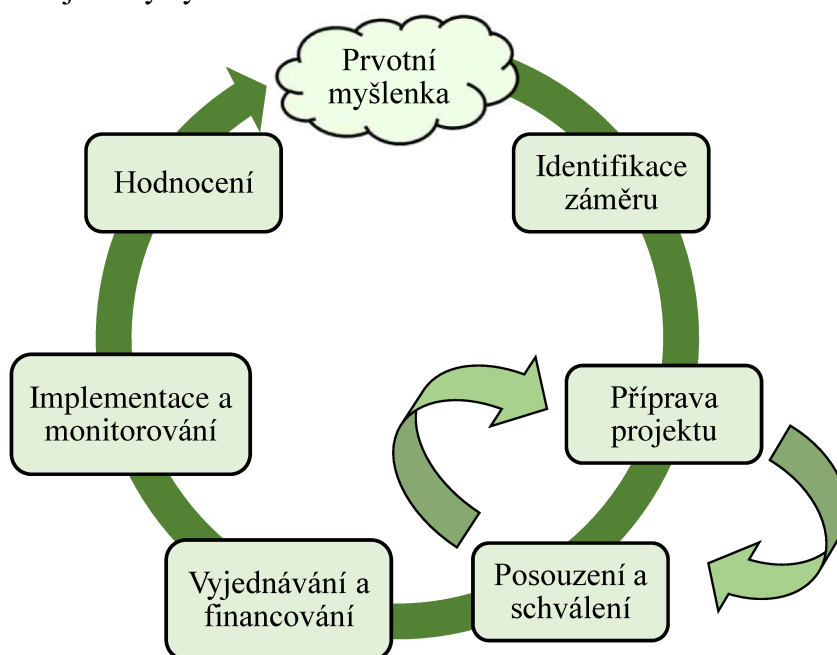 Prvotní
myšlenka
Identifikace
záměru
Příprava
projektu
Posouzení a
schválení
Vyjednávání a
financování
Implementace a
monitorování
Hodnocení